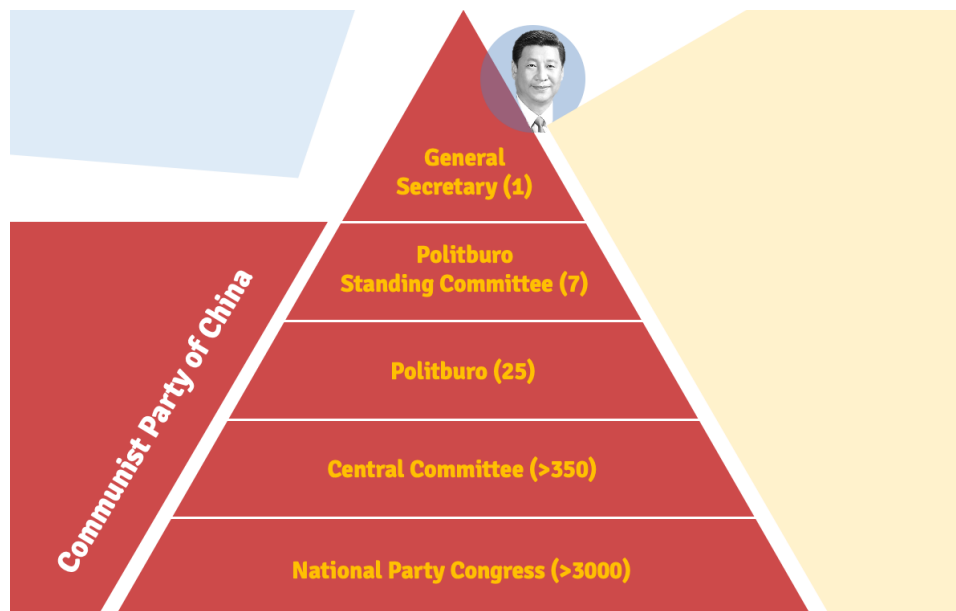 General
Secretary (1)
Politburo
Standing Committee (7)
Politburo (25)
Central Committee (>350)
National Party Congress (>3000)
Communist Party of China